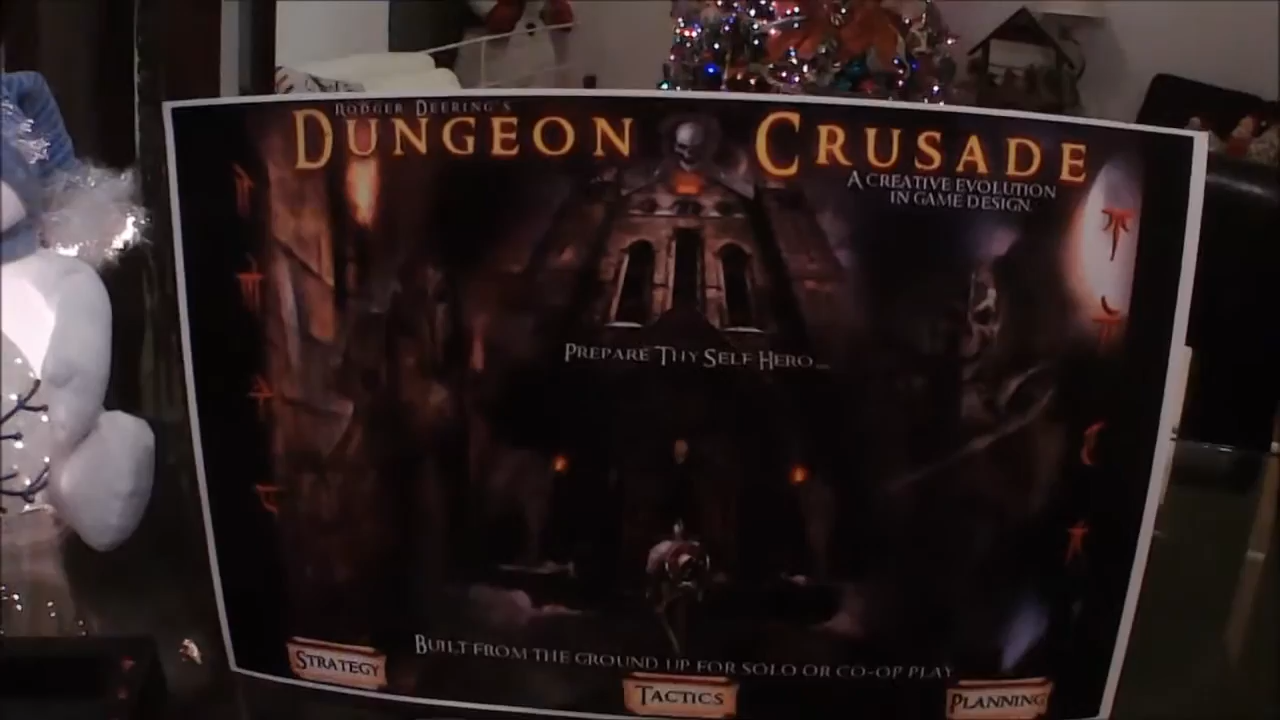 Rodger Deering's
Dungeon Crusade
A Creative Evolution
in Game Design
Prepare Thy Self Hero...
Built from the ground up for solo or co-op play
Strategy
Tactics
Planning